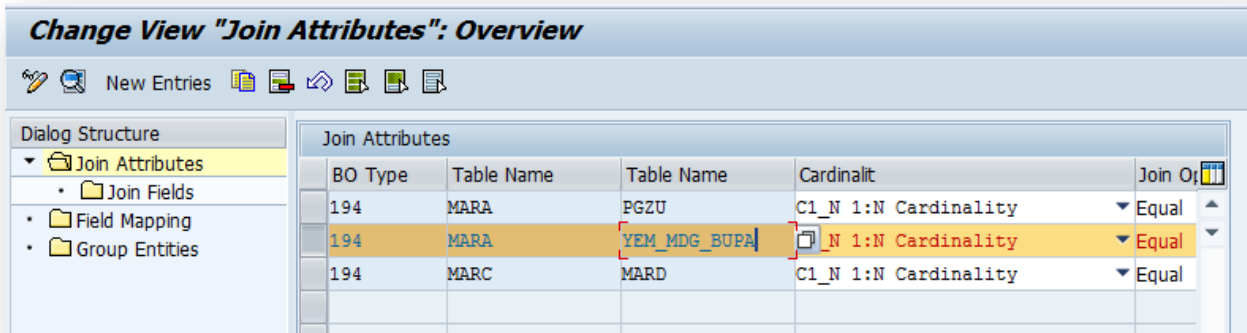 Change View "Join Attributes": Overview
New Entries
Dialog Structure
Join Attributes
Join Fields
Field Mapping
Group Entities
Join Attributes
BO Type Table Name Table Name Cardinalit Join Op
194 MARA PGZU C1_N 1:N Cardinality Equal
194 MARA YEM_MDG_BUPA _N 1:N Cardinality Equal
194 MARC MARD C1_N 1:N Cardinality Equal